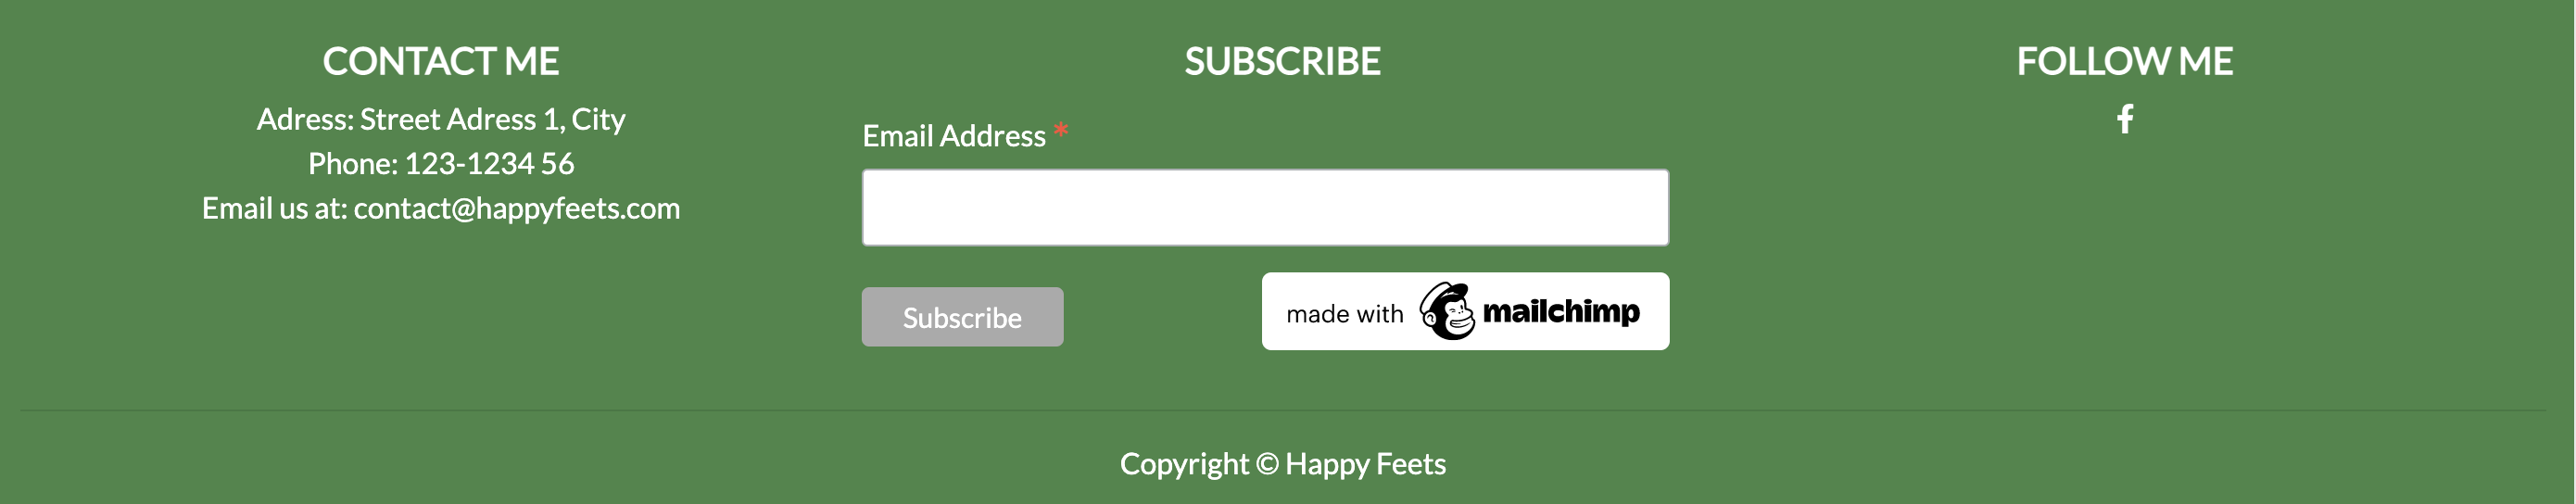 CONTACT ME
Adress: Street Adress 1, City
Phone: 123-1234 56
Email us at: contact@happyfeets.com
SUBSCRIBE
Email Address *
Subscribe
made with mailchimp
FOLLOW ME
Copyright © Happy Feets